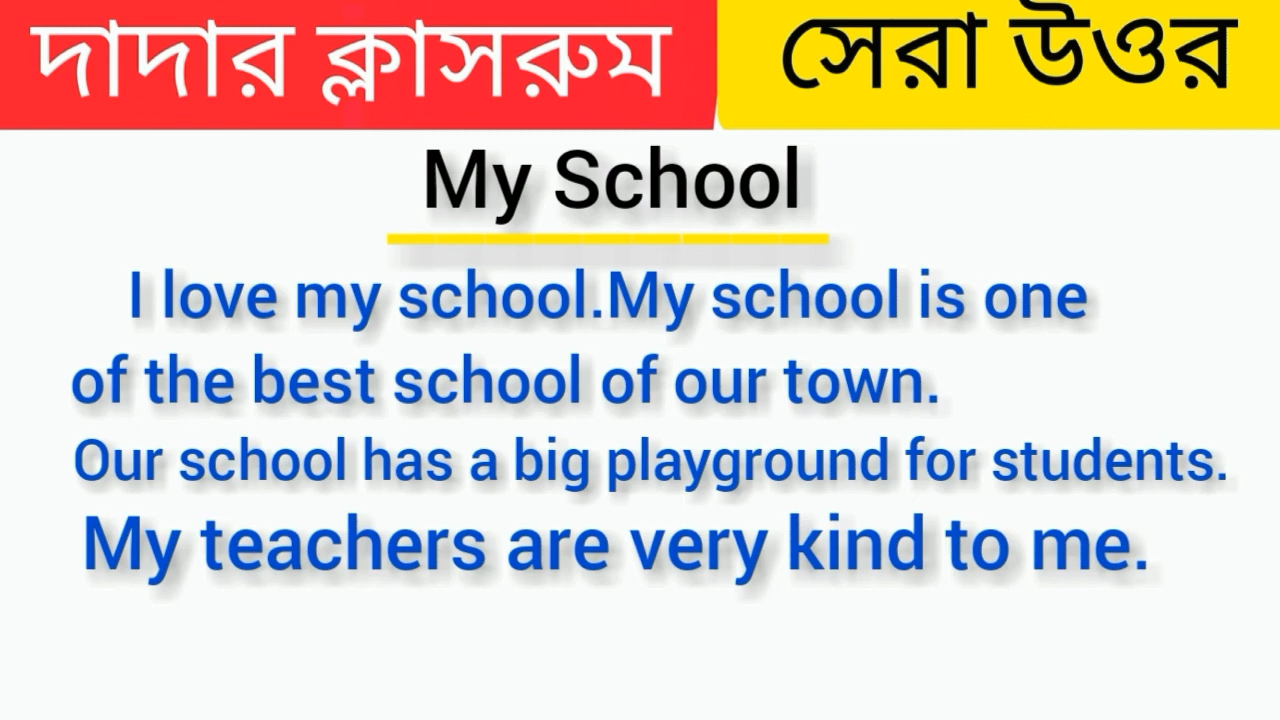 দাদার ক্লাসরুম সেরা উওর
My School
I love my school.My school is one
of the best school of our town.
Our school has a big playground for students.
My teachers are very kind to me.